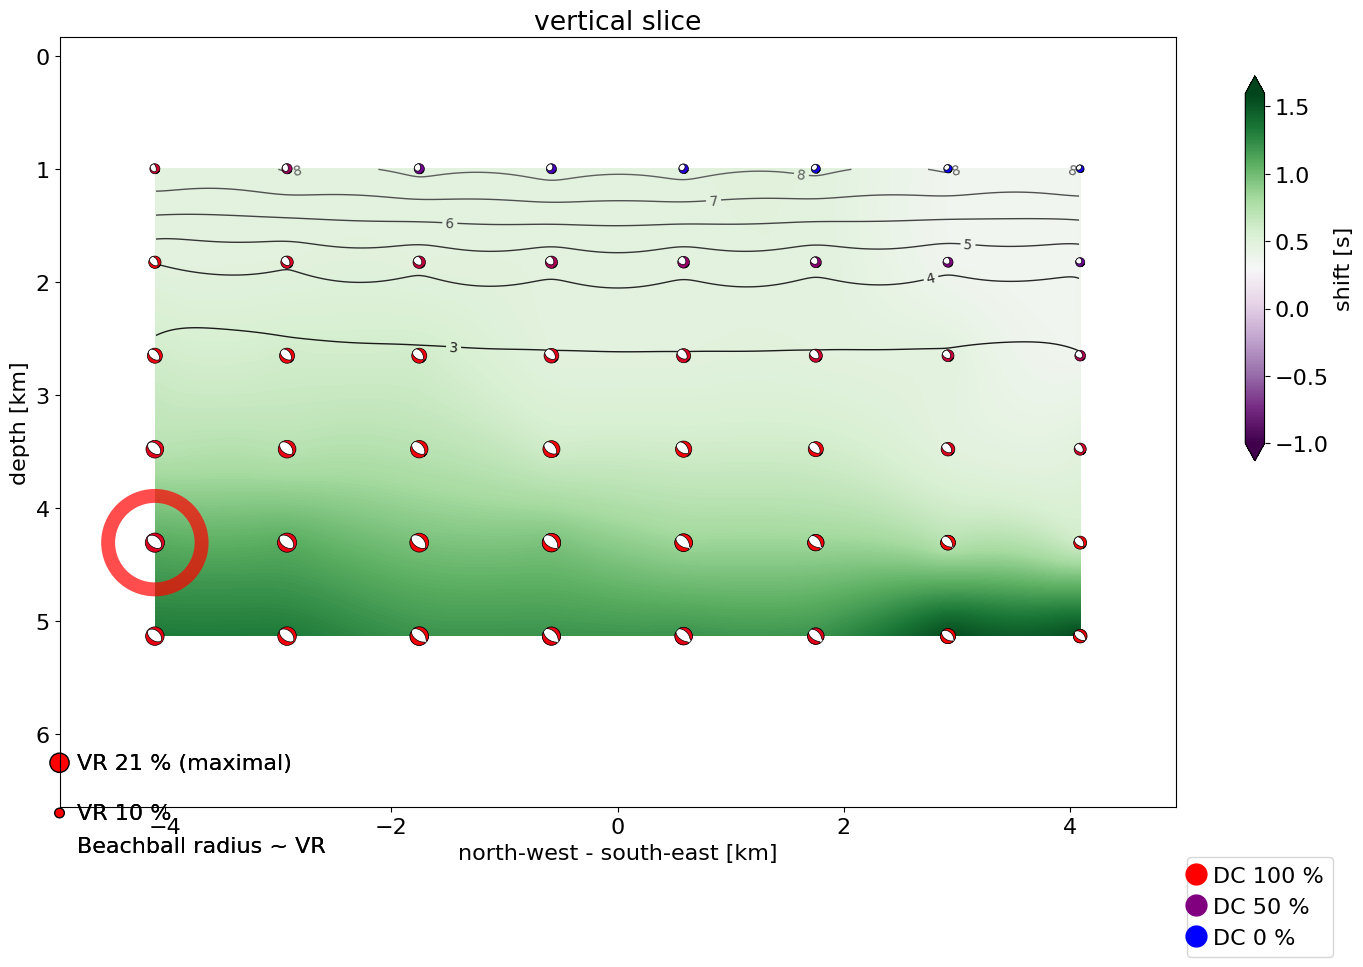 vertical slice
0
1
2
3
4
5
6
depth [km]
8
8
8
8
7
6
5
4
3
1.5
1.0
0.5
0.0
−0.5
−1.0
shift [s]
VR 21 % (maximal)
VR 10 %
−4
−2
0
2
4
Beachball radius ~ VR
north-west - south-east [km]
DC 100 %
DC 50 %
DC 0 %